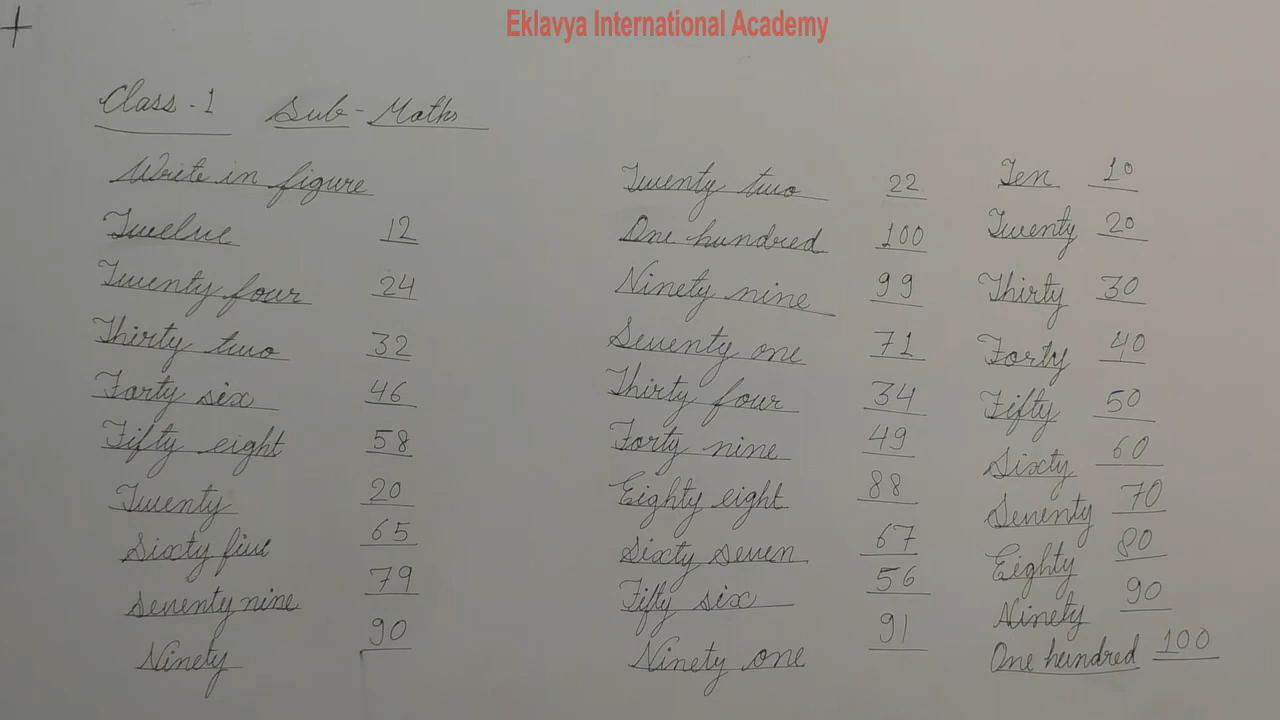 Eklavya International Academy
Class - 1 Sub - Maths
Write in figure
Twelve 12
Twenty four 24
Thirty two 32
Forty six 46
Fifty eight 58
Twenty 20
Sixty five 65
Seventy nine 79
Ninety 90
Twenty two 22
One hundred 100
Ninety nine 99
Seventy one 71
Thirty four 34
Forty nine 49
Eighty eight 88
Sixty seven 67
Fifty six 56
Ninety one 91
Ten 10
Twenty 20
Thirty 30
Forty 40
Fifty 50
Sixty 60
Seventy 70
Eighty 80
Ninety 90
One hundred 100